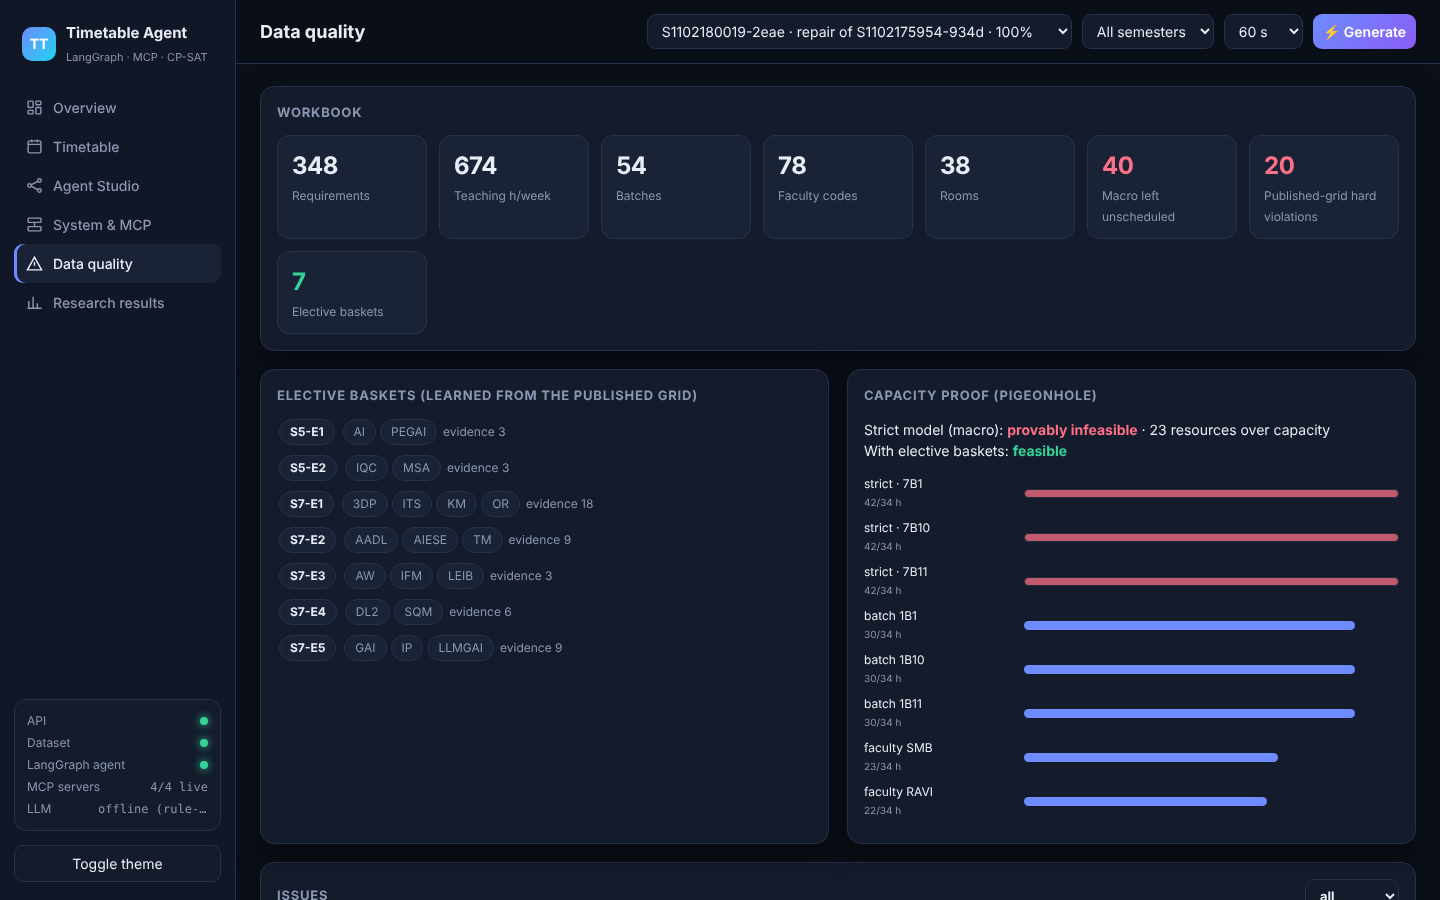 TT
Timetable Agent
LangGraph · MCP · CP-SAT
Overview
Timetable
Agent Studio
System & MCP
Data quality
Research results
API
Dataset
LangGraph agent
MCP servers 4/4 live
LLM offline (rule-…
Toggle theme
Data quality
S1102180019-2eae · repair of S1102175954-934d · 100%
All semesters
60 s
⚡ Generate
WORKBOOK
348
Requirements
674
Teaching h/week
54
Batches
78
Faculty codes
38
Rooms
40
Macro left
unscheduled
20
Published-grid hard
violations
7
Elective baskets
ELECTIVE BASKETS (LEARNED FROM THE PUBLISHED GRID)
S5-E1 AI PEGAI evidence 3
S5-E2 IQC MSA evidence 3
S7-E1 3DP ITS KM OR evidence 18
S7-E2 AADL AIESE TM evidence 9
S7-E3 AW IFM LEIB evidence 3
S7-E4 DL2 SQM evidence 6
S7-E5 GAI IP LLMGAI evidence 9
CAPACITY PROOF (PIGEONHOLE)
Strict model (macro): provably infeasible · 23 resources over capacity
With elective baskets: feasible
strict · 7B1
42/34 h
strict · 7B10
42/34 h
strict · 7B11
42/34 h
batch 1B1
30/34 h
batch 1B10
30/34 h
batch 1B11
30/34 h
faculty SMB
23/34 h
faculty RAVI
22/34 h
ISSUES
all